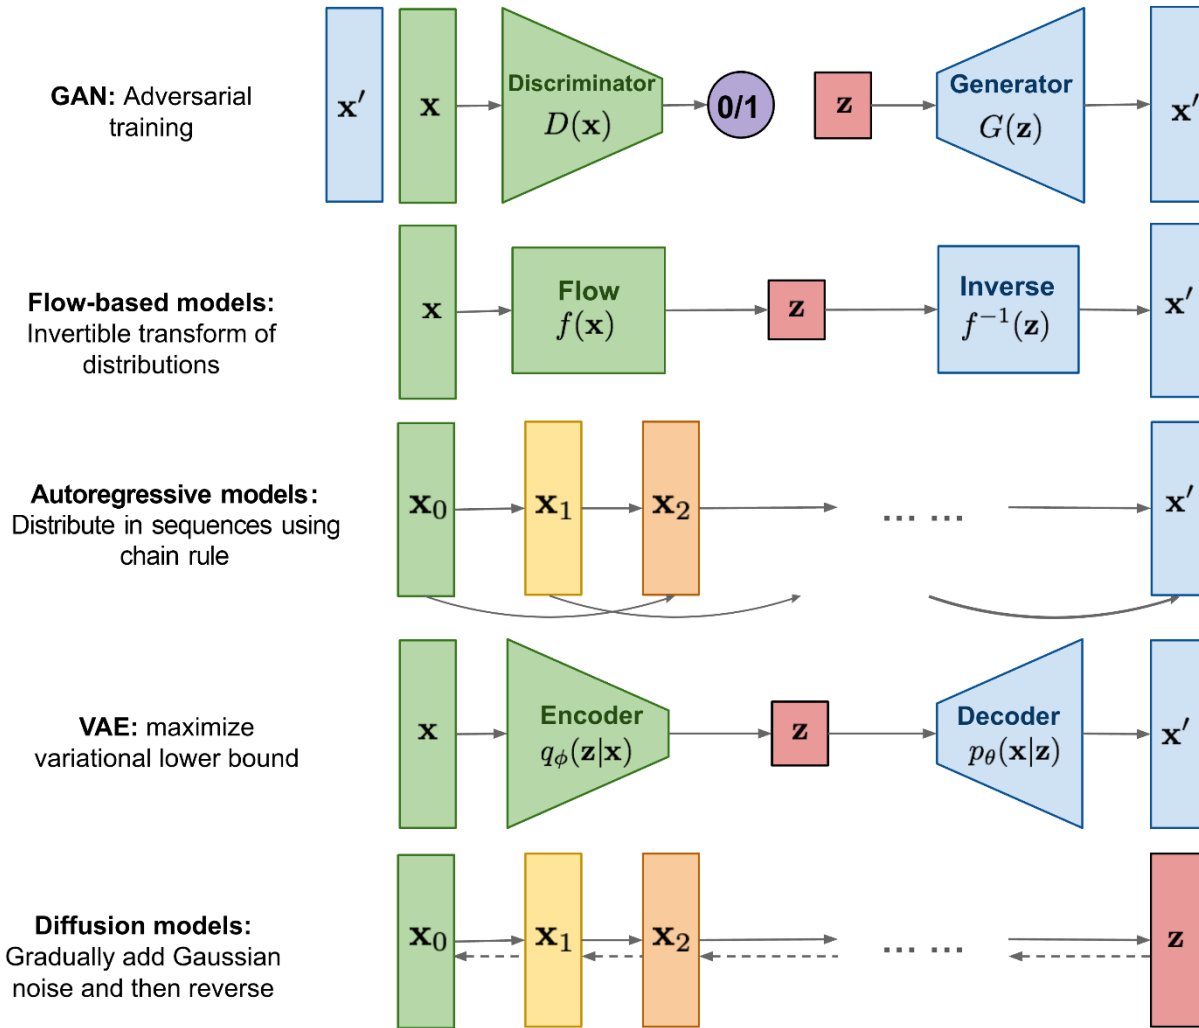 GAN: Adversarial
training
x′
x
Discriminator
D(x)
0/1
z
Generator
G(z)
x′
Flow-based models:
Invertible transform of
distributions
x
Flow
f(x)
z
Inverse
f⁻¹(z)
x′
Autoregressive models:
Distribute in sequences using
chain rule
x₀
x₁
x₂
... ...
x′
VAE: maximize
variational lower bound
x
Encoder
qϕ(z|x)
z
Decoder
pθ(x|z)
x′
Diffusion models:
Gradually add Gaussian
noise and then reverse
x₀
x₁
x₂
... ...
z